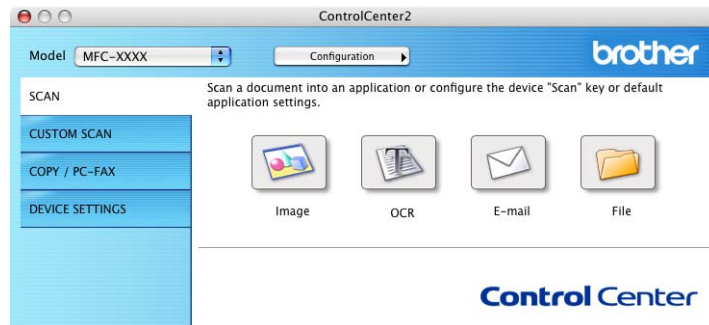 ControlCenter2
Model MFC-XXXX Configuration brother
SCAN
Scan a document into an application or configure the device "Scan" key or default
application settings.
CUSTOM SCAN
COPY / PC-FAX
DEVICE SETTINGS
Image OCR E-mail File
Control Center